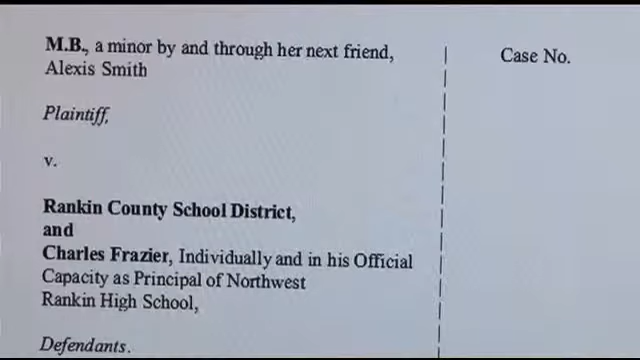 M.B., a minor by and through her next friend,
Alexis Smith
Case No.
Plaintiff,
v.
Rankin County School District,
and
Charles Frazier, Individually and in his Official
Capacity as Principal of Northwest
Rankin High School,
Defendants.